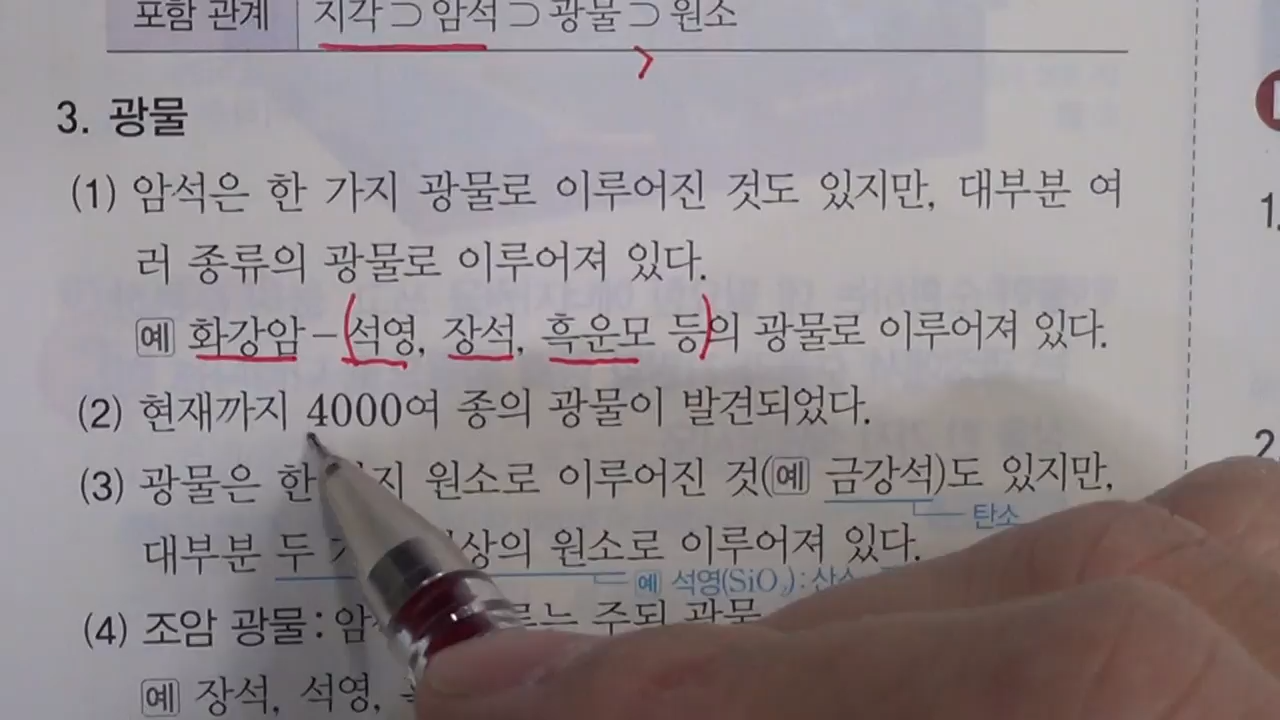 포함 관계 지각⊃암석⊃광물⊃원소
3. 광물
(1) 암석은 한 가지 광물로 이루어진 것도 있지만, 대부분 여
러 종류의 광물로 이루어져 있다.
예 화강암-석영, 장석, 흑운모 등의 광물로 이루어져 있다.
(2) 현재까지 4000여 종의 광물이 발견되었다.
(3) 광물은 한 원소로 이루어진 것(예 금강석)도 있지만,
탄소
대부분 두 원소로 이루어져 있다.
예 석영(SiO₂):
(4) 조암 광물: 주된 광물
예 장석, 석영,
1.
2.